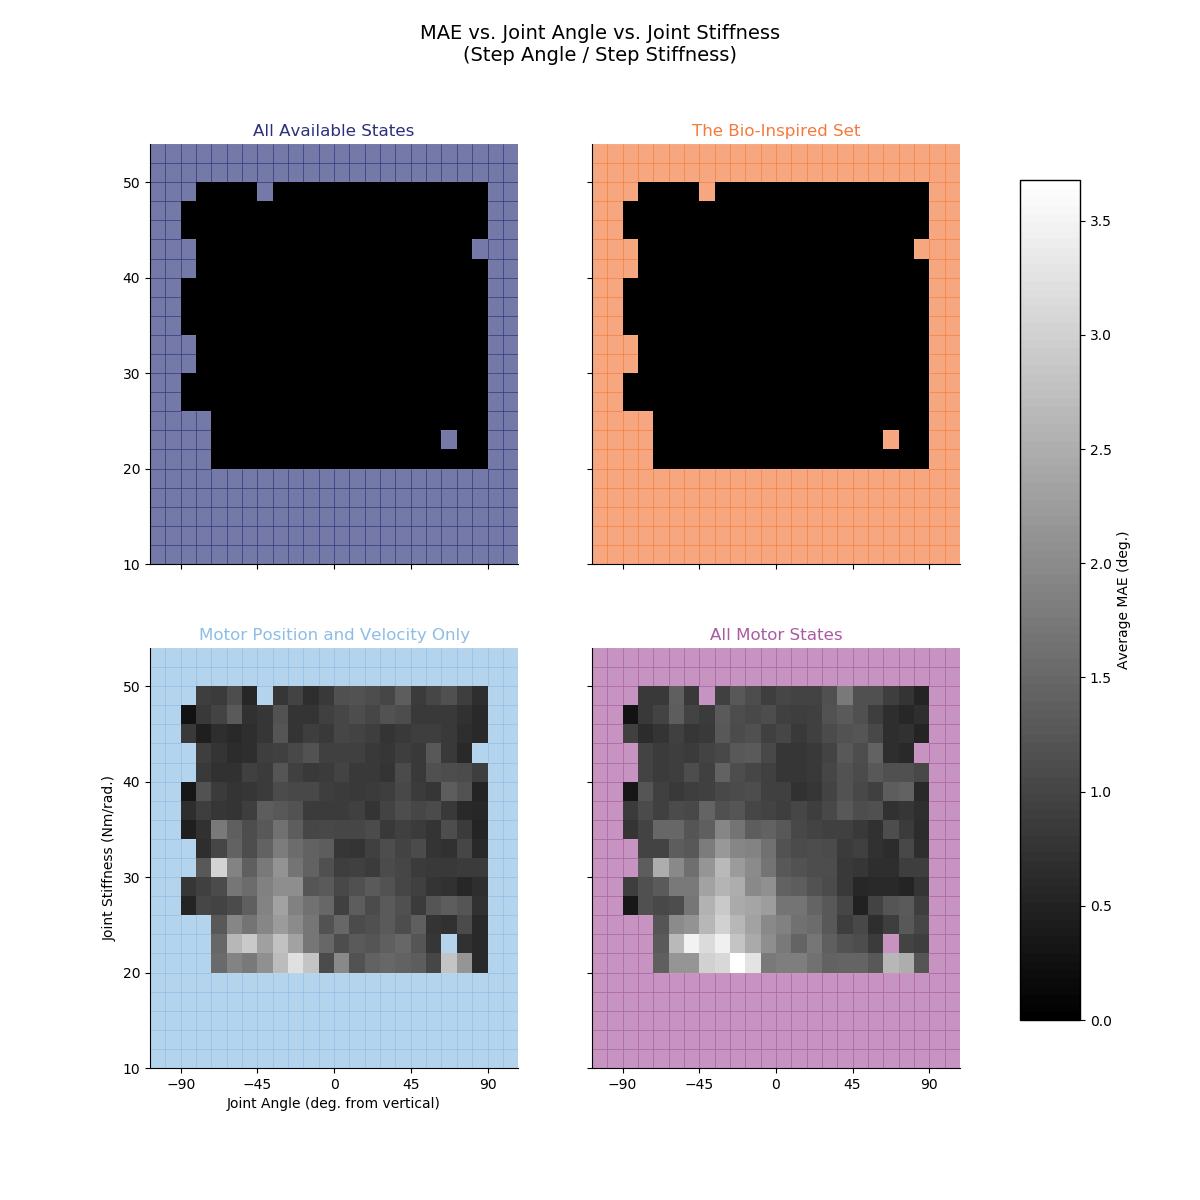 MAE vs. Joint Angle vs. Joint Stiffness
(Step Angle / Step Stiffness)
All Available States
The Bio-Inspired Set
50
40
30
20
10
3.5
3.0
2.5
2.0
1.5
1.0
0.5
0.0
Average MAE (deg.)
Motor Position and Velocity Only
All Motor States
50
40
30
20
10
Joint Stiffness (Nm/rad.)
−90 −45 0 45 90
Joint Angle (deg. from vertical)
−90 −45 0 45 90